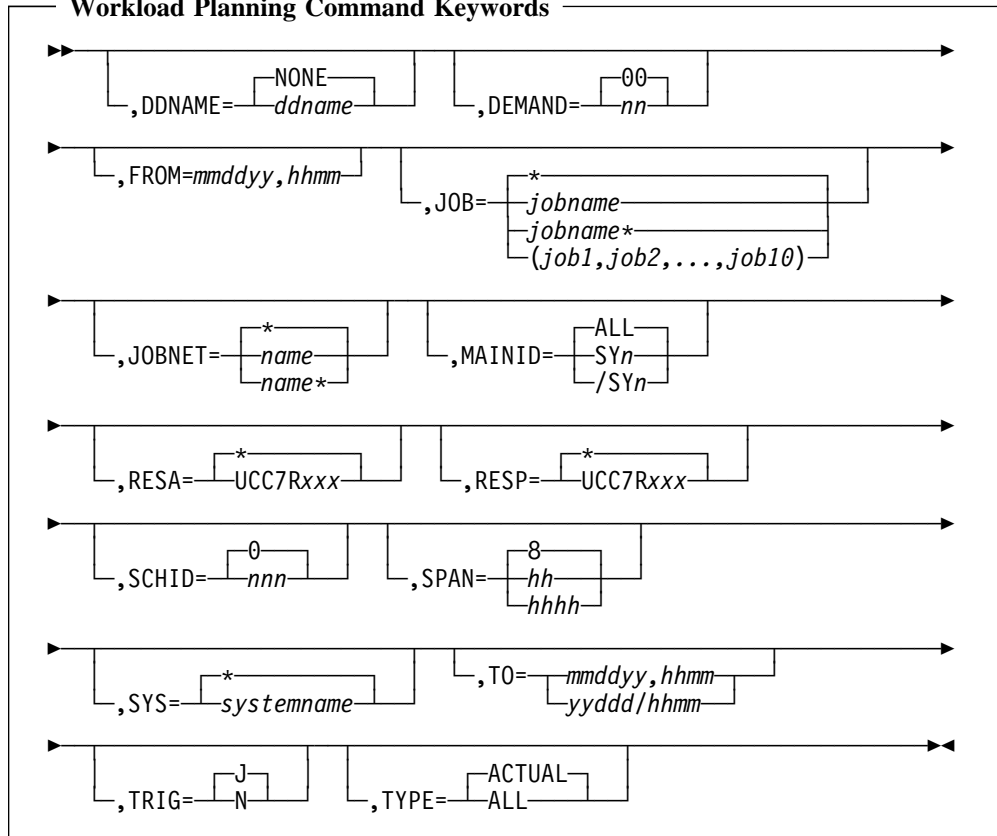 Workload Planning Command Keywords
NONE
,DDNAME= ddname
00
,DEMAND= nn
,FROM=mmddyy,hhmm
*
,JOB= jobname
jobname*
(job1,job2,...,job10)
*
,JOBNET= name
name*
ALL
,MAINID= SYn
/SYn
*
,RESA= UCC7Rxxx
*
,RESP= UCC7Rxxx
0
,SCHID= nnn
8
,SPAN= hh
hhhh
*
,SYS= systemname
,TO= mmddyy,hhmm
yyddd/hhmm
J
,TRIG= N
ACTUAL
,TYPE= ALL